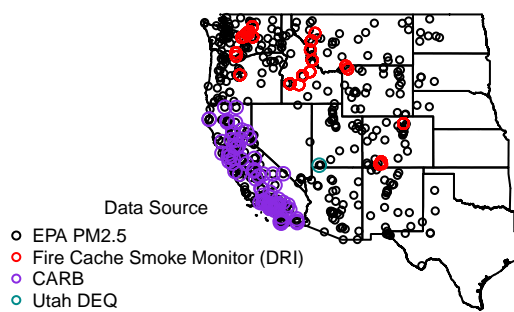 Data Source
EPA PM2.5
Fire Cache Smoke Monitor (DRI)
CARB
Utah DEQ